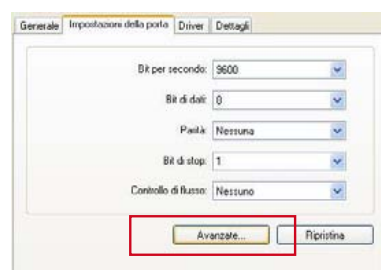 Generale Impostazioni della porta Driver Dettagli
Bit per secondo: 9600
Bit di dati: 8
Parità: Nessuna
Bit di stop: 1
Controllo di flusso: Nessuno
Avanzate... Ripristina